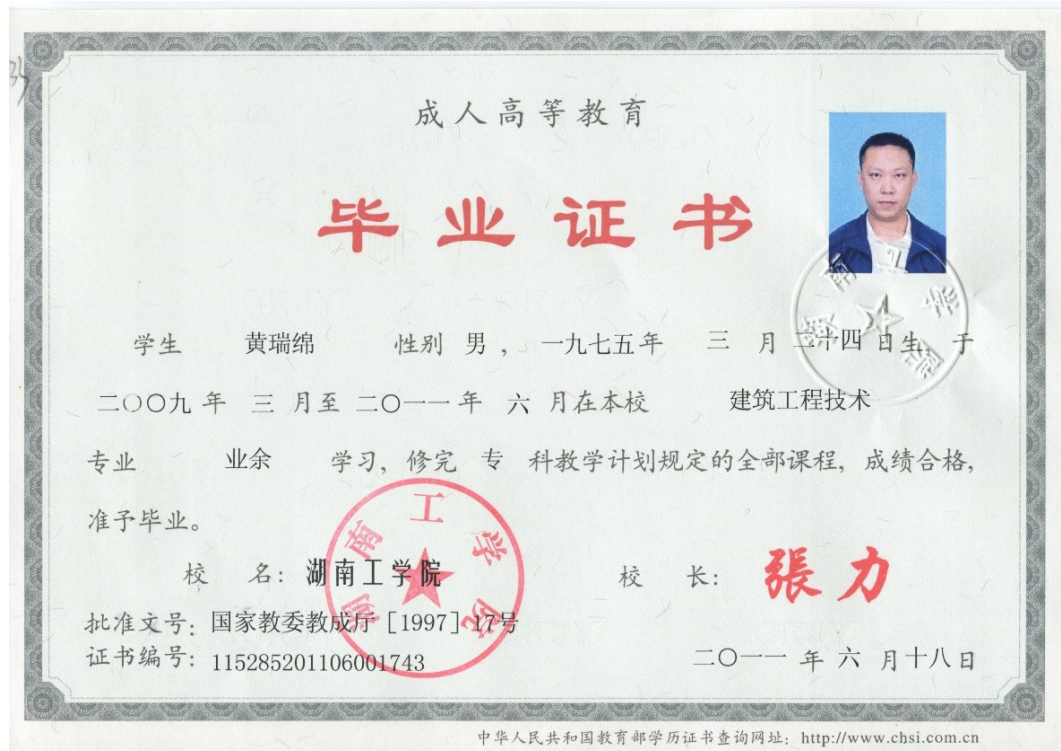 成人高等教育
毕业证书
学生 黄瑞绵 性别 男 ，一九七五年 三 月 二十四 日生，于
二〇〇九 年 三 月至 二〇一一 年 六 月在本校 建筑工程技术
专业 业余 学习，修完 专 科教学计划规定的全部课程，成绩合格，
准予毕业。
校 名：湖南工学院 校 长：張力
批准文号：国家教委教成厅［1997］17号
证书编号：115285201106001743 二〇一一 年 六 月十八日
湖南工学院
中华人民共和国教育部学历证书查询网址：http://www.chsi.com.cn